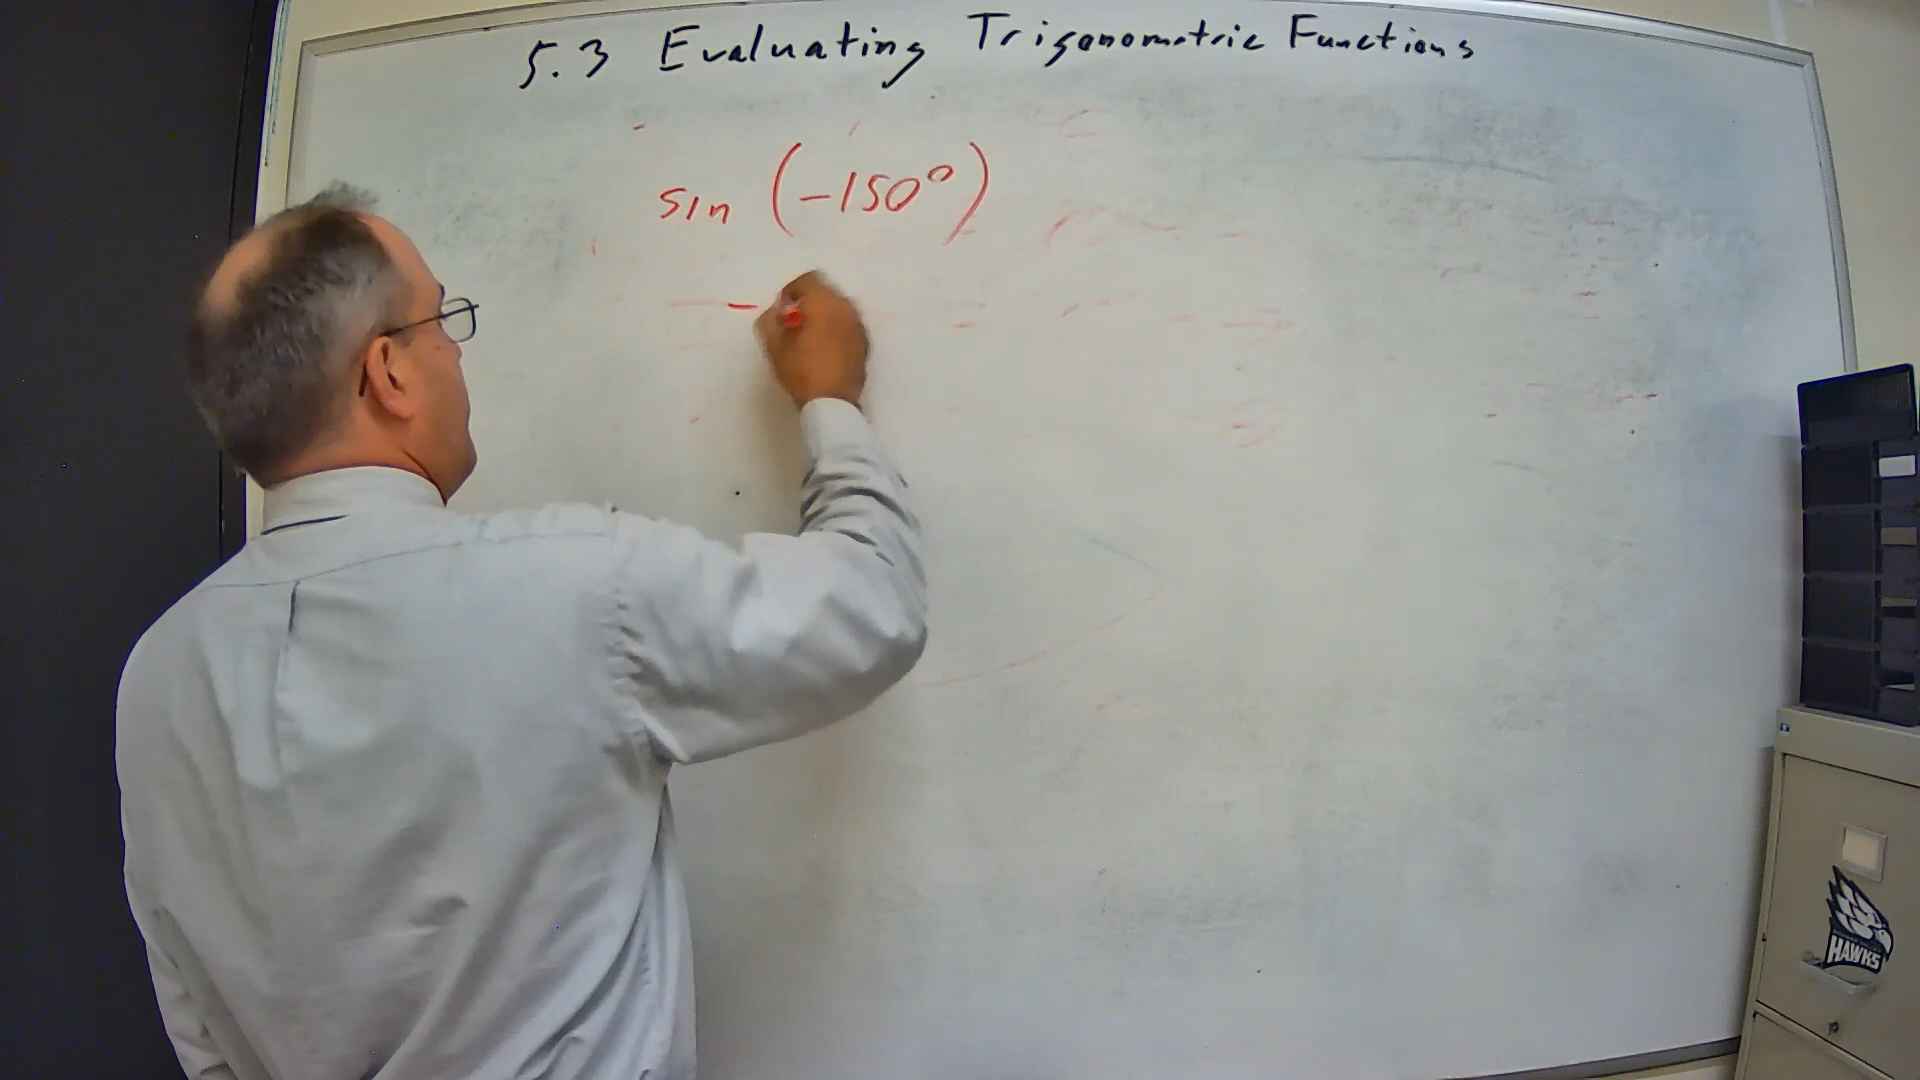 5.3 Evaluating Trigonometric Functions
sin (-150°)
-
HAWKS